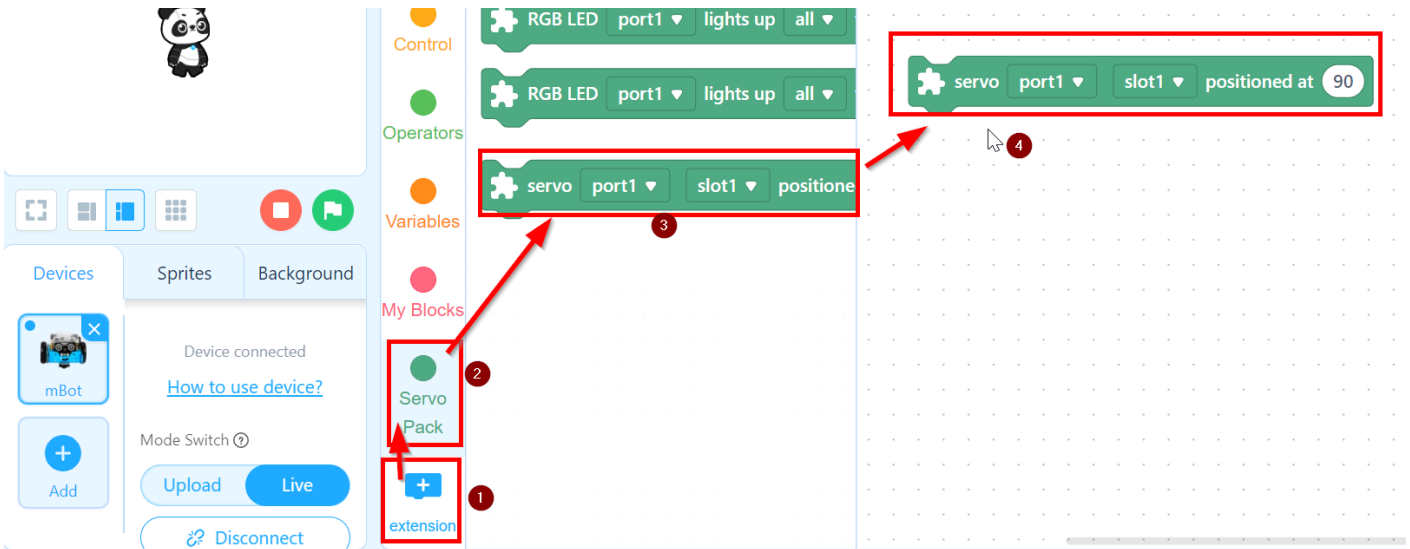 Control
Operators
Variables
My Blocks
Servo
Pack
extension
RGB LED port1 lights up all
RGB LED port1 lights up all
servo port1 slot1 positione
servo port1 slot1 positioned at 90
1
2
3
4
Devices
Sprites
Background
mBot
Add
Device connected
How to use device?
Mode Switch ?
Upload
Live
Disconnect